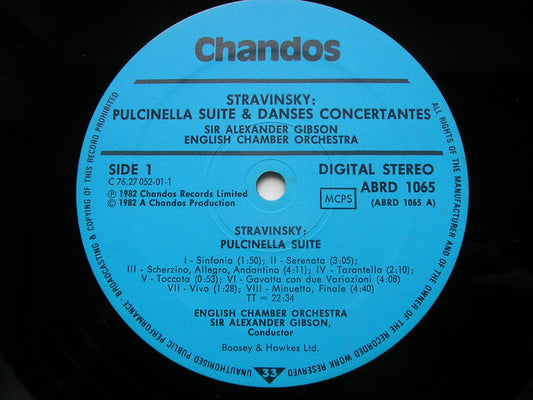 Chandos
STRAVINSKY:
PULCINELLA SUITE & DANSES CONCERTANTES
SIR ALEXANDER GIBSON
ENGLISH CHAMBER ORCHESTRA
SIDE 1
C 76.27 052-01-1
Ⓟ 1982 Chandos Records Limited
© 1982 A Chandos Production
MCPS
DIGITAL STEREO
ABRD 1065
(ABRD 1065 A)
STRAVINSKY:
PULCINELLA SUITE
I - Sinfonia (1:50); II - Serenata (3:05);
III - Scherzino, Allegro, Andantino (4:11); IV - Tarantella (2:10);
V - Toccata (0:53); VI - Gavotta con due Variazioni (4:08)
VII - Vivo (1:28); VIII - Minuetto, Finale (4:40)
TT = 22:34
ENGLISH CHAMBER ORCHESTRA
SIR ALEXANDER GIBSON,
Conductor
Boosey & Hawkes Ltd.
33
ALL RIGHTS OF THE MANUFACTURER AND OF THE OWNER OF THE RECORDED WORK RESERVED
UNAUTHORISED PUBLIC PERFORMANCE, BROADCASTING & COPYING OF THIS RECORD PROHIBITED